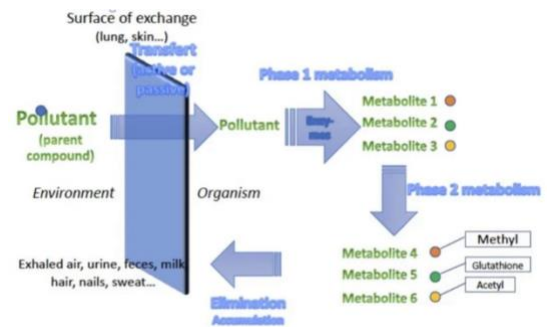 Surface of exchange
(lung, skin...)
Transfert
(active or
passive)
Pollutant
(parent
compound)
Pollutant
Phase 1 metabolism
Enzy-
mes
Metabolite 1
Metabolite 2
Metabolite 3
Environment
Organism
Phase 2 metabolism
Metabolite 4
Metabolite 5
Metabolite 6
Methyl
Glutathione
Acetyl
Exhaled air, urine, feces, milk
hair, nails, sweat...
Elimination
Accumulation